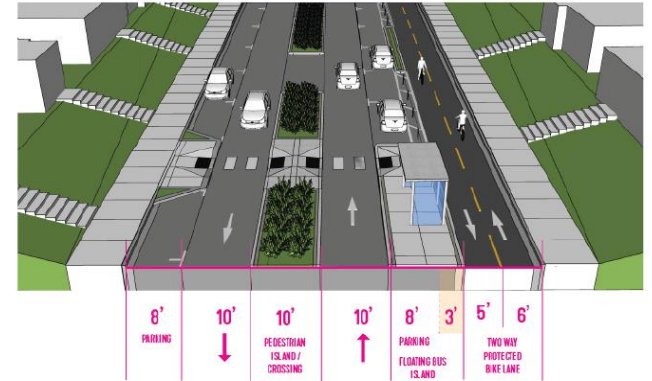 8' 10' 10' 10' 8' 3' 5' 6'
PARKING
PEDESTRIAN
ISLAND /
CROSSING
PARKING
FLOATING BUS
ISLAND
TWO WAY
PROTECTED
BIKE LANE